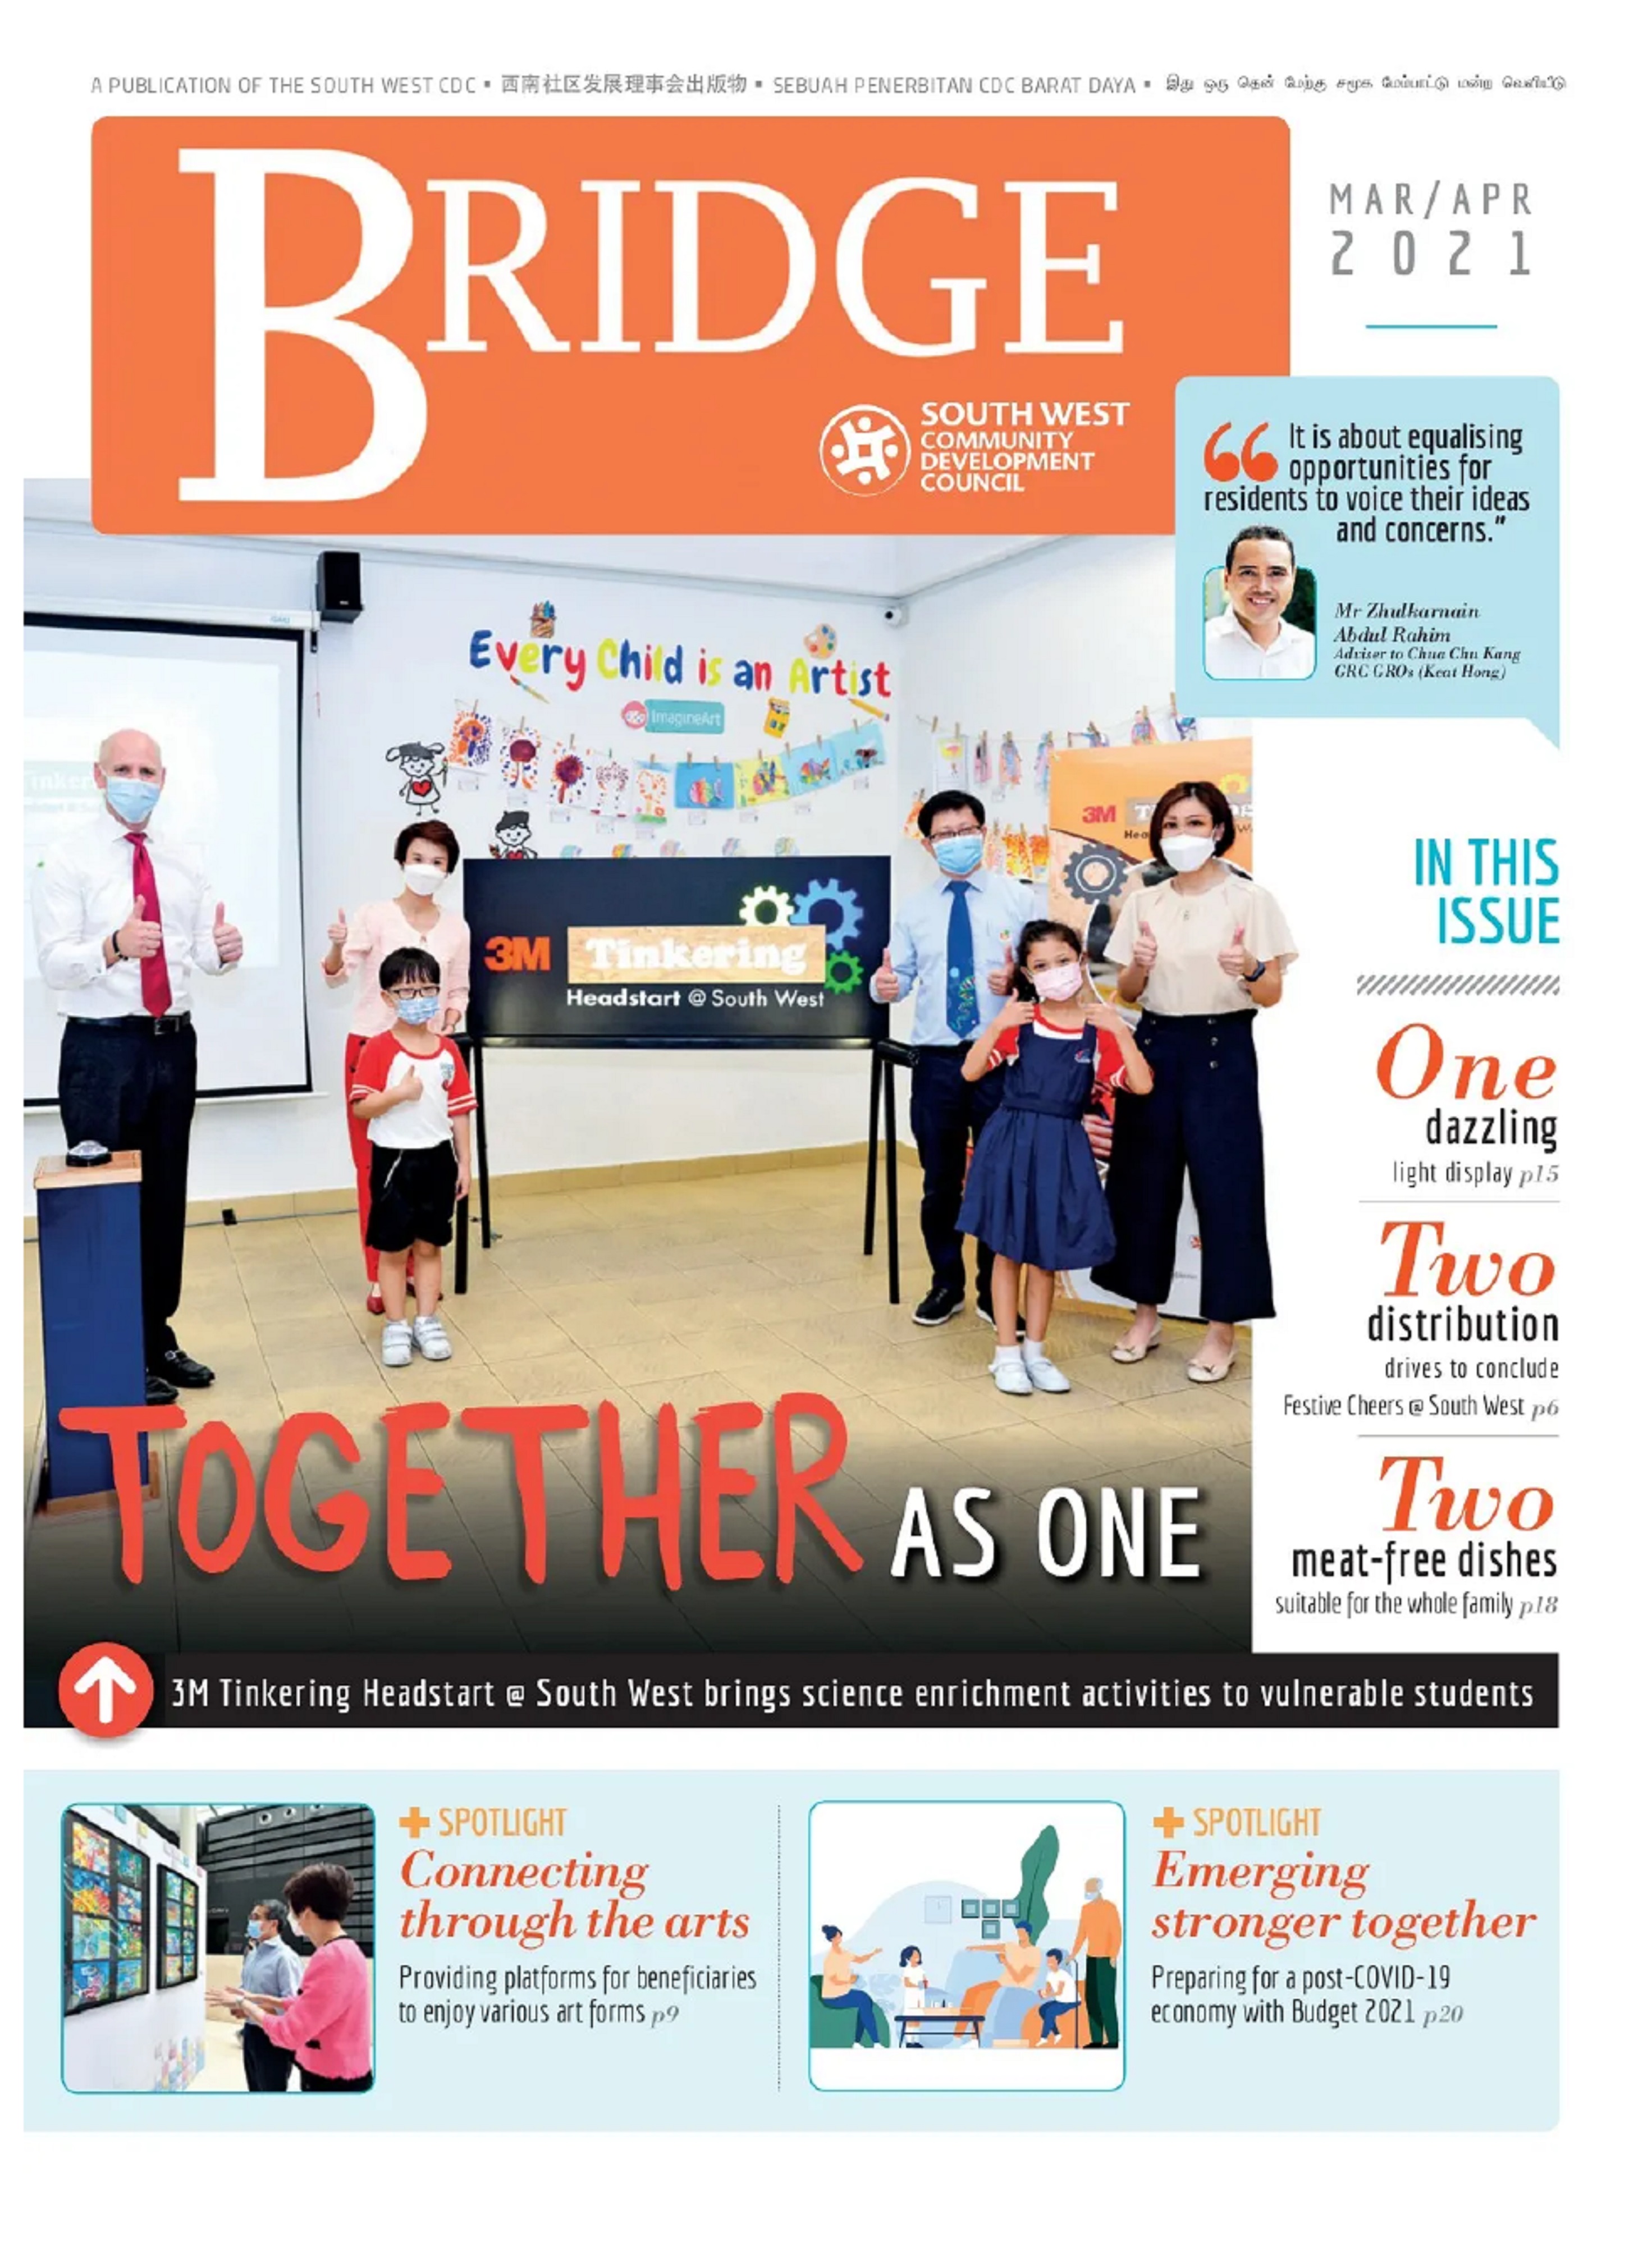 A PUBLICATION OF THE SOUTH WEST CDC ▪ 西南社区发展理事会出版物 ▪ SEBUAH PENERBITAN CDC BARAT DAYA ▪ இது ஒரு தென் மேற்கு சமூக மேம்பாட்டு மன்ற வெளியீடு
BRIDGE
MAR/APR
2021
SOUTH WEST
COMMUNITY
DEVELOPMENT
COUNCIL
“It is about equalising
opportunities for
residents to voice their ideas
and concerns."
Mr Zhulkarnain
Abdul Rahim
Adviser to Chua Chu Kang
GRC GROs (Keat Hong)
Every Child is an Artist
ImagineArt
3M
3M Tinkering
Headstart @ South West
IN THIS
ISSUE
One
dazzling
light display p15
Two
distribution
drives to conclude
Festive Cheers @ South West p6
Two
meat-free dishes
suitable for the whole family p18
TOGETHER AS ONE
3M Tinkering Headstart @ South West brings science enrichment activities to vulnerable students
SPOTLIGHT
Connecting
through the arts
Providing platforms for beneficiaries
to enjoy various art forms p9
SPOTLIGHT
Emerging
stronger together
Preparing for a post-COVID-19
economy with Budget 2021 p20